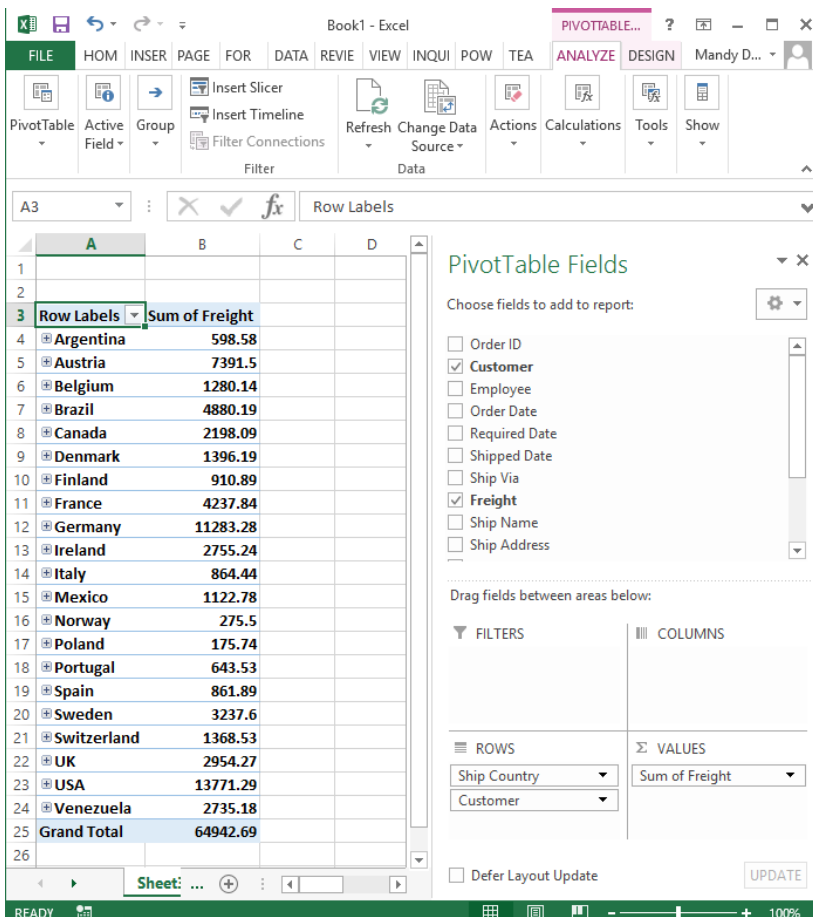 Book1 - Excel
PIVOTTABLE... ?
FILE HOM INSER PAGE FOR DATA REVIE VIEW INQUI POW TEA ANALYZE DESIGN Mandy D...
PivotTable
Active Field
Group
Insert Slicer
Insert Timeline
Filter Connections
Filter
Refresh
Change Data Source
Data
Actions
Calculations
Tools
Show
A3 fx Row Labels
A B C D
1
2
3 Row Labels Sum of Freight
4 Argentina 598.58
5 Austria 7391.5
6 Belgium 1280.14
7 Brazil 4880.19
8 Canada 2198.09
9 Denmark 1396.19
10 Finland 910.89
11 France 4237.84
12 Germany 11283.28
13 Ireland 2755.24
14 Italy 864.44
15 Mexico 1122.78
16 Norway 275.5
17 Poland 175.74
18 Portugal 643.53
19 Spain 861.89
20 Sweden 3237.6
21 Switzerland 1368.53
22 UK 2954.27
23 USA 13771.29
24 Venezuela 2735.18
25 Grand Total 64942.69
26
PivotTable Fields
Choose fields to add to report:
Order ID
Customer
Employee
Order Date
Required Date
Shipped Date
Ship Via
Freight
Ship Name
Ship Address
Drag fields between areas below:
FILTERS
COLUMNS
ROWS
Ship Country
Customer
Σ VALUES
Sum of Freight
Defer Layout Update
UPDATE
...
READY
100%